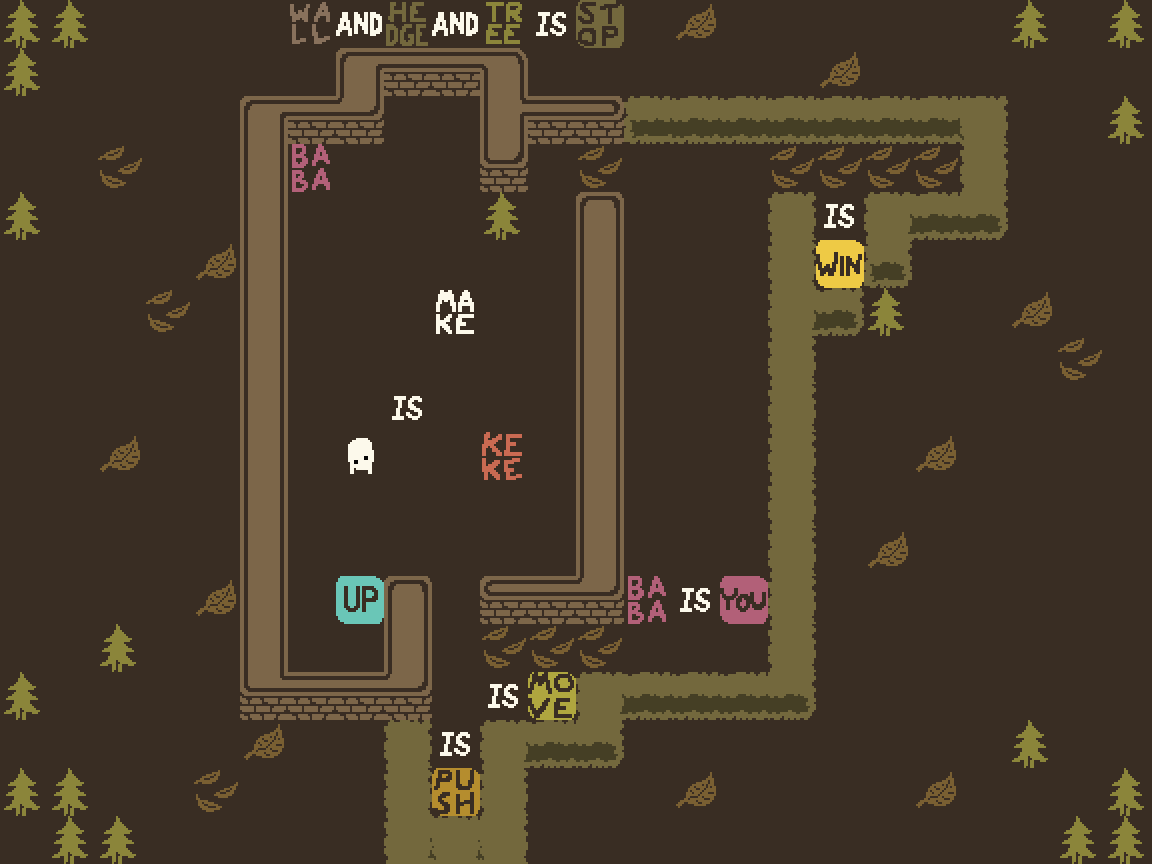 WALL AND HEDGE AND TREE IS STOP
BABA
IS
WIN
MAKE
IS
KEKE
UP
BABA IS YOU
IS MOVE
IS
PUSH